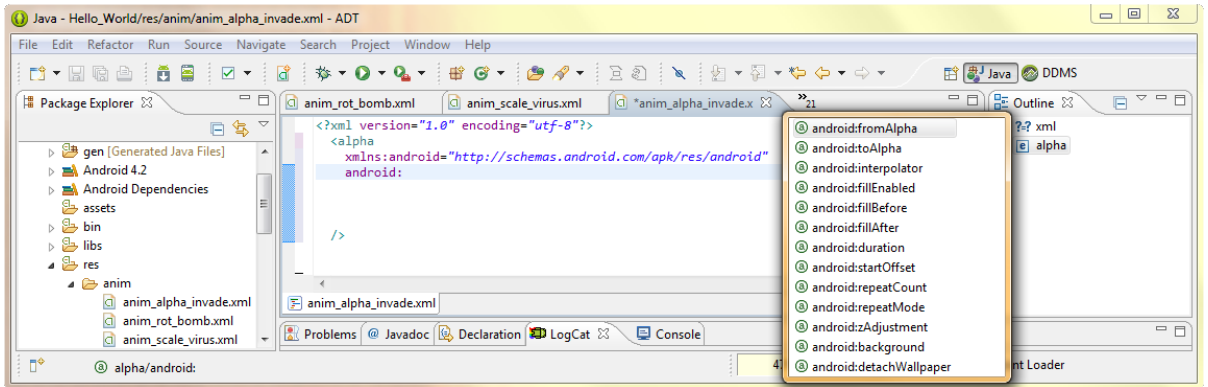 Java - Hello_World/res/anim/anim_alpha_invade.xml - ADT
File Edit Refactor Run Source Navigate Search Project Window Help
Java DDMS
Package Explorer
anim_rot_bomb.xml anim_scale_virus.xml *anim_alpha_invade.x »21
Outline
gen [Generated Java Files]
Android 4.2
Android Dependencies
assets
bin
libs
res
anim
anim_alpha_invade.xml
anim_rot_bomb.xml
anim_scale_virus.xml
<?xml version="1.0" encoding="utf-8"?>
<alpha
xmlns:android="http://schemas.android.com/apk/res/android"
android:
/>
anim_alpha_invade.xml
android:fromAlpha
android:toAlpha
android:interpolator
android:fillEnabled
android:fillBefore
android:fillAfter
android:duration
android:startOffset
android:repeatCount
android:repeatMode
android:zAdjustment
android:background
android:detachWallpaper
?=? xml
e alpha
Problems @ Javadoc Declaration LogCat Console
alpha/android:
nt Loader